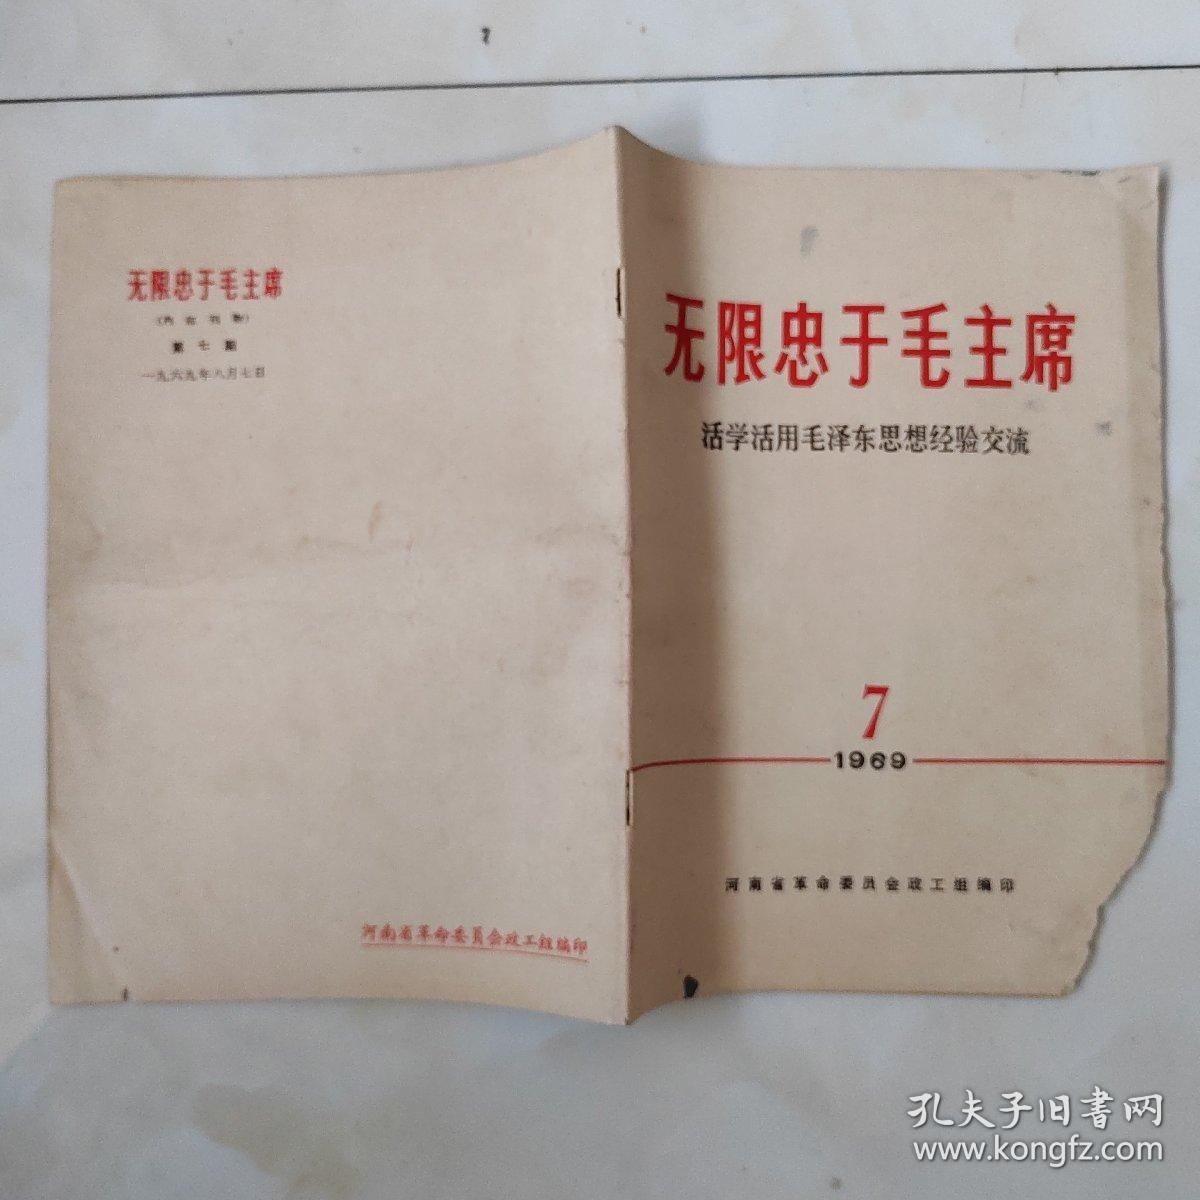 无限忠于毛主席
(内部刊物)
第七期
一九六九年八月七日
河南省革命委员会政工组编印
无限忠于毛主席
活学活用毛泽东思想经验交流
7
1969
河南省革命委员会政工组编印
孔夫子旧书网
www.kongfz.com